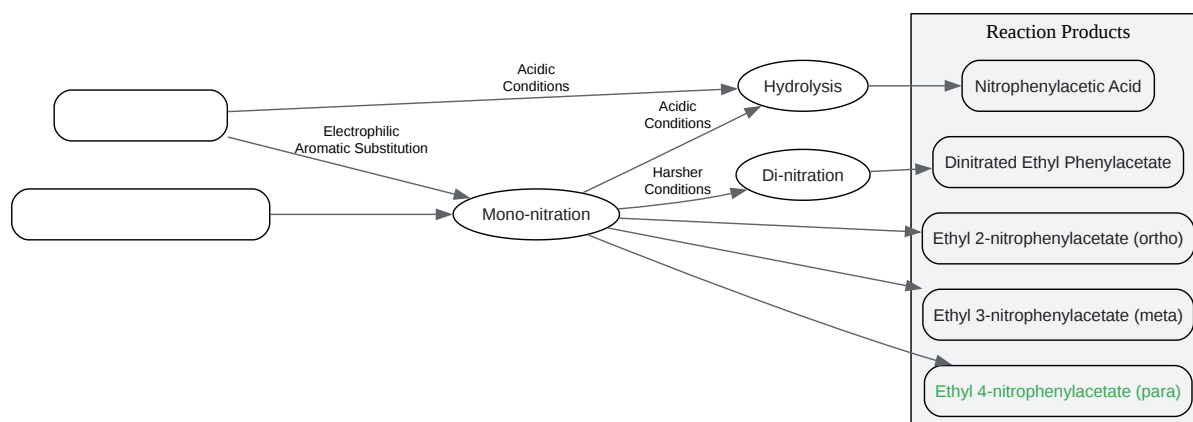 Reaction Products
Acidic
Conditions
Hydrolysis
Nitrophenylacetic Acid
Acidic
Conditions
Electrophilic
Aromatic Substitution
Harsher
Conditions
Di-nitration
Dinitrated Ethyl Phenylacetate
Mono-nitration
Ethyl 2-nitrophenylacetate (ortho)
Ethyl 3-nitrophenylacetate (meta)
Ethyl 4-nitrophenylacetate (para)